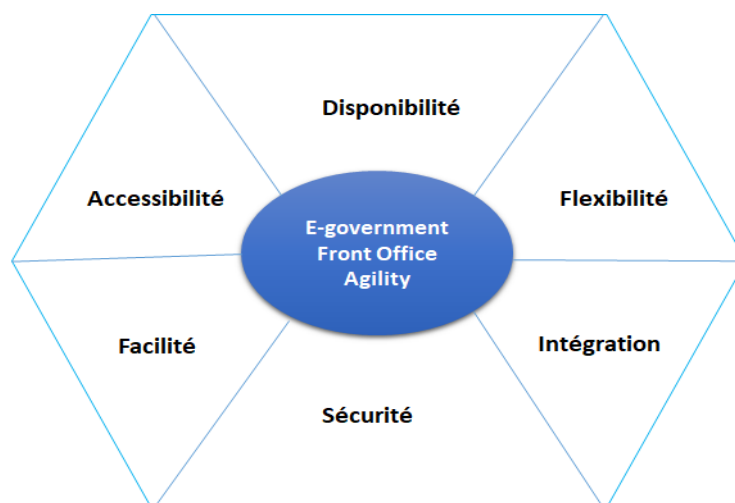 Disponibilité
Accessibilité
Flexibilité
E-government
Front Office
Agility
Facilité
Intégration
Sécurité